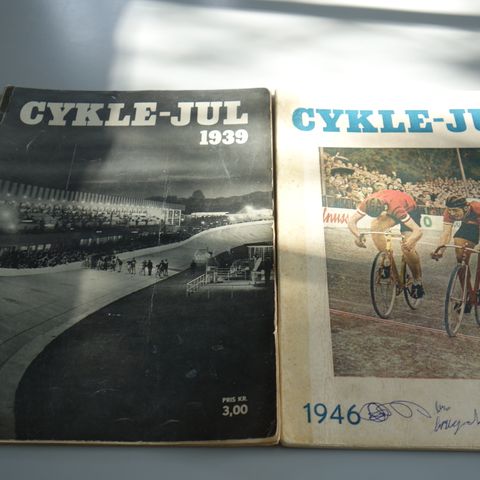 CYKLE-JUL
1939
PRIS KR.
3,00
CYKLE-JU
1946